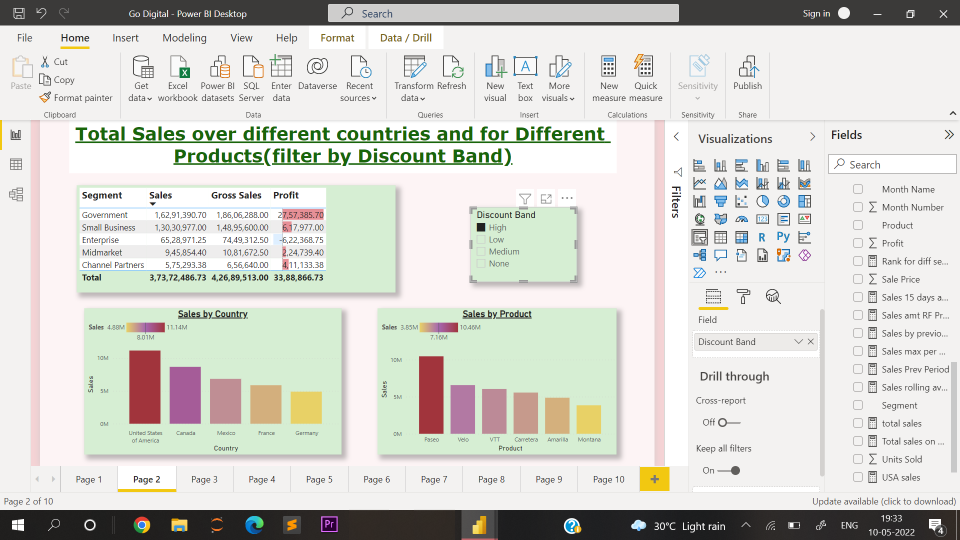 Go Digital - Power BI Desktop
Search
Sign in
File Home Insert Modeling View Help Format Data / Drill
Paste
Cut
Copy
Format painter
Get data
Excel workbook
Power BI datasets
SQL Server
Enter data
Dataverse
Recent sources
Transform data
Refresh
New visual
Text box
More visuals
New measure
Quick measure
Sensitivity
Publish
Clipboard Data Queries Insert Calculations Sensitivity Share
Total Sales over different countries and for Different
Products(filter by Discount Band)
Segment Sales Gross Sales Profit
Government 1,62,91,390.70 1,86,06,288.00 27,57,385.70
Small Business 1,30,30,977.00 1,48,95,600.00 6,17,977.00
Enterprise 65,28,971.25 74,49,312.50 -6,22,368.75
Midmarket 9,45,854.40 10,81,672.50 2,24,739.40
Channel Partners 5,75,293.38 6,56,640.00 4,11,133.38
Total 3,73,72,486.73 4,26,89,513.00 33,88,866.73
Discount Band
High
Low
Medium
None
Sales by Country
Sales 4.88M 11.14M
8.01M
10M
5M
0M
Sales
United States of America
Canada
Mexico
France
Germany
Country
Sales by Product
Sales 3.85M 10.46M
7.16M
10M
5M
0M
Sales
Paseo
Velo
VTT
Carretera
Amarilla
Montana
Product
Filters
Visualizations
R Py
Field
Discount Band
Drill through
Cross-report
Off
Keep all filters
On
Fields
Search
Month Name
Month Number
Product
Profit
Rank for diff se...
Sale Price
Sales 15 days a...
Sales amt RF Pr...
Sales by previo...
Sales max per ...
Sales Prev Period
Sales rolling av...
Segment
total sales
Total sales on ...
Units Sold
USA sales
Page 1 Page 2 Page 3 Page 4 Page 5 Page 6 Page 7 Page 8 Page 9 Page 10
Page 2 of 10
Update available (click to download)
Pr
30°C Light rain
ENG
19:33
10-05-2022
4